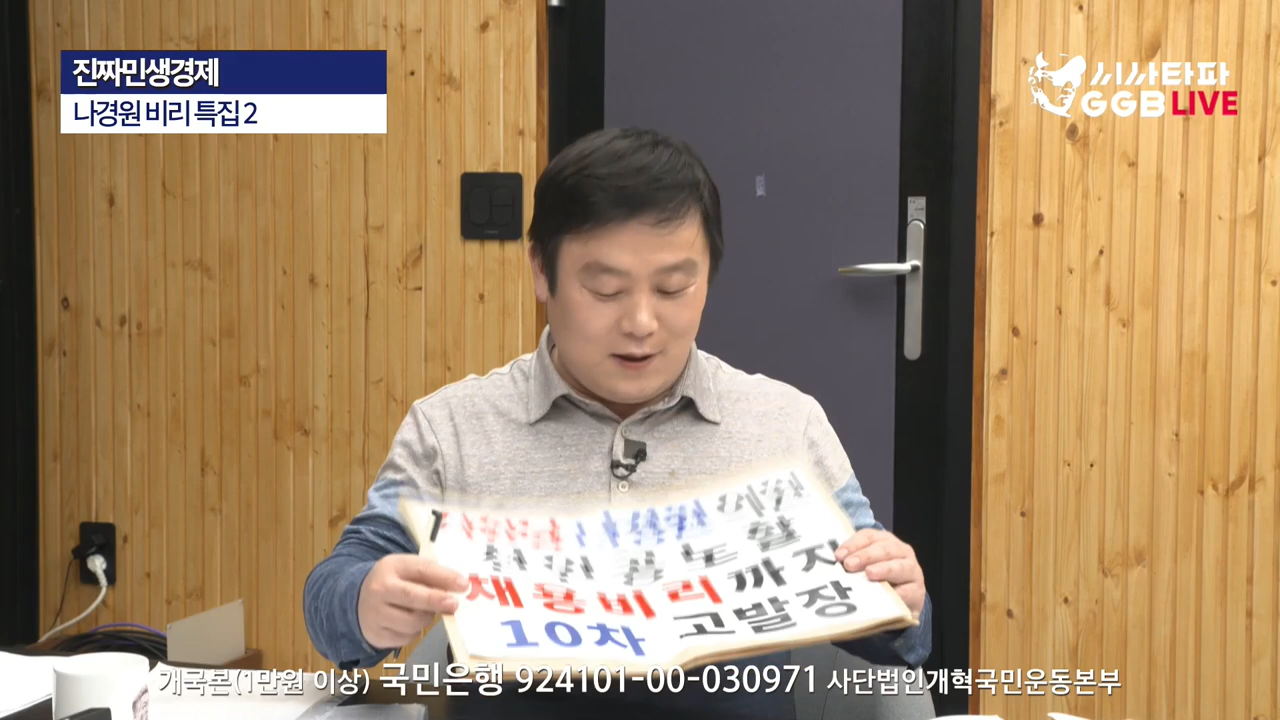 진짜민생경제
나경원 비리 특집 2
시사타파
GGB LIVE
채용비리까지
10차 고발장
개국본(1만원 이상) 국민은행 924101-00-030971 사단법인개혁국민운동본부